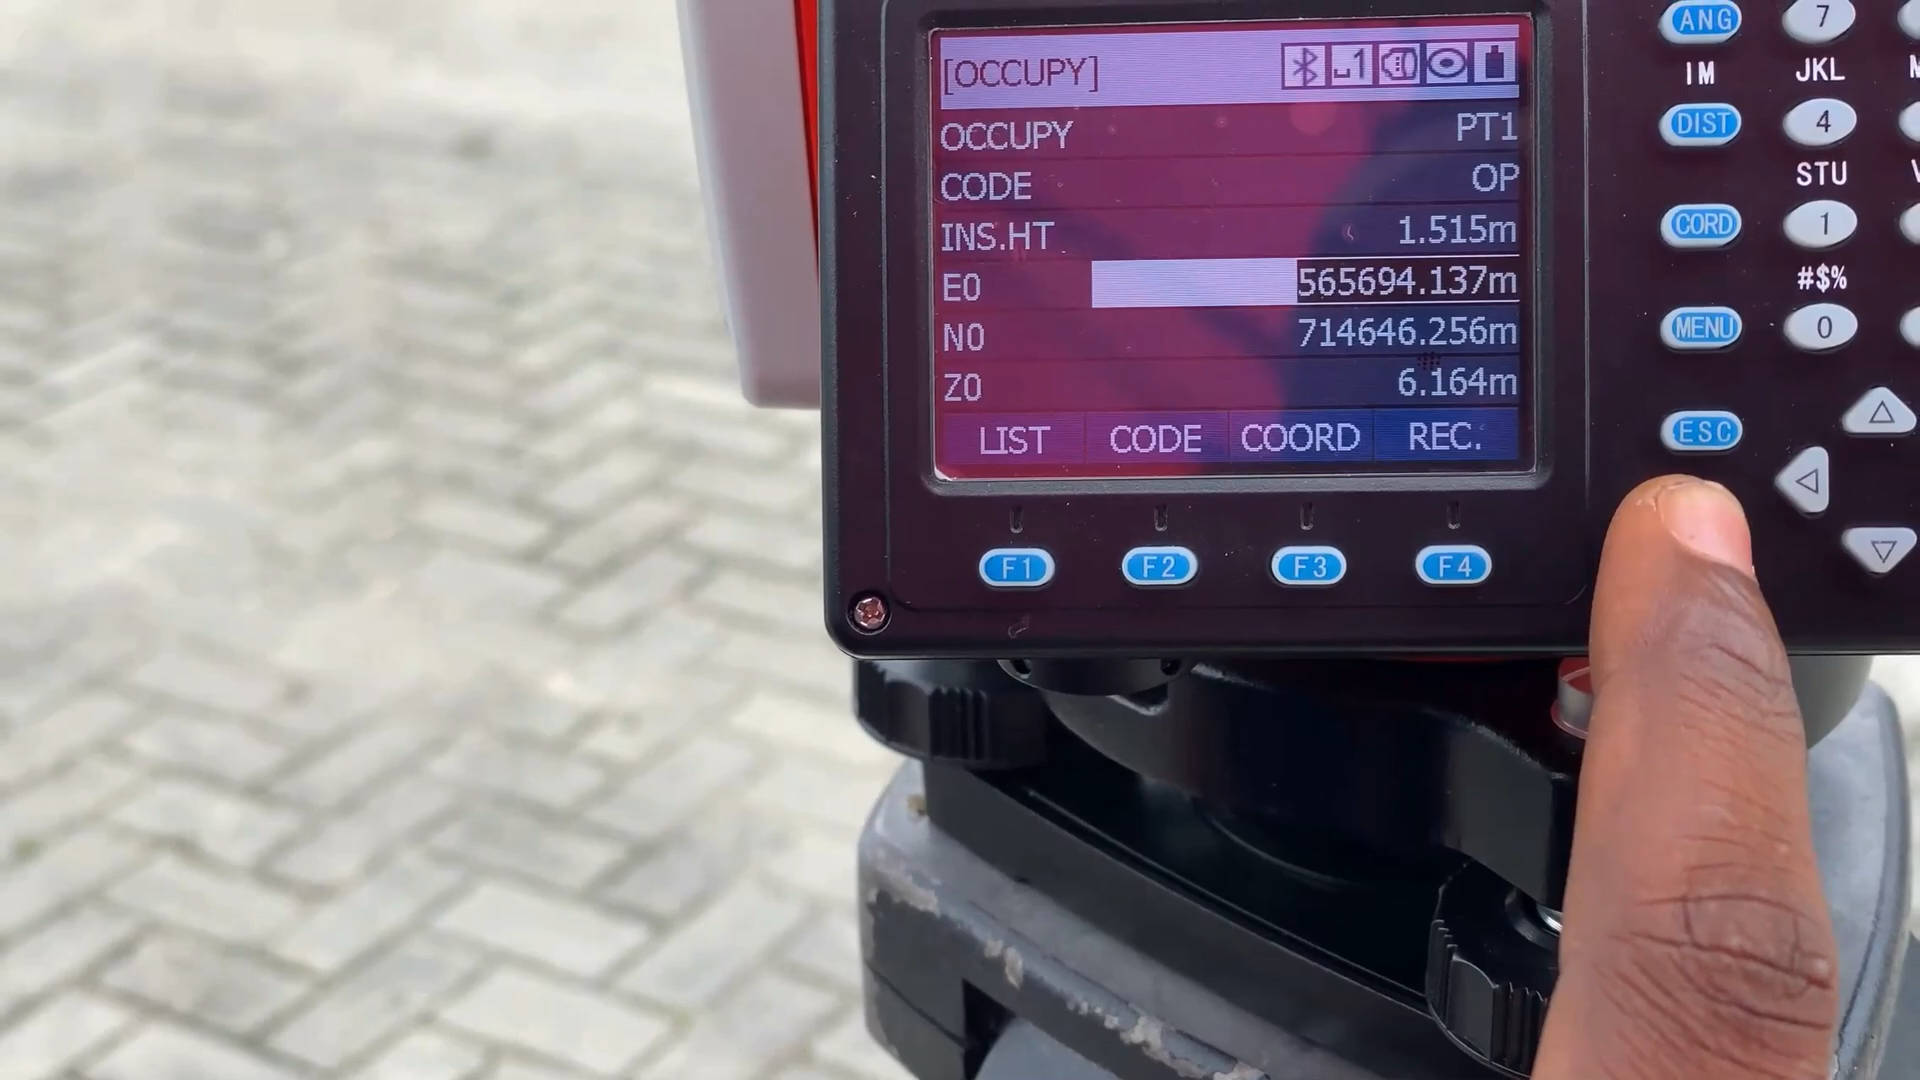 [OCCUPY] 1
OCCUPY PT1
CODE OP
INS.HT 1.515m
E0 565694.137m
N0 714646.256m
Z0 6.164m
LIST CODE COORD REC.
F1 F2 F3 F4
ANG 7
IM JKL
DIST 4
STU
CORD 1
#$%
MENU 0
ESC